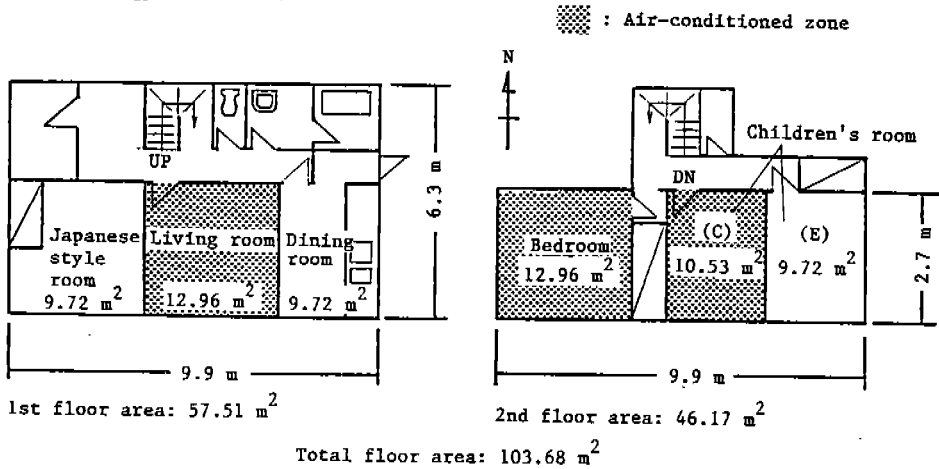 : Air-conditioned zone
N
Children's room
UP
DN
6.3 m
2.7 m
Japanese
style
room
9.72 m²
Living room
12.96 m²
Dining
room
9.72 m²
Bedroom
12.96 m²
(C)
10.53 m²
(E)
9.72 m²
9.9 m
9.9 m
1st floor area: 57.51 m²
2nd floor area: 46.17 m²
Total floor area: 103.68 m²